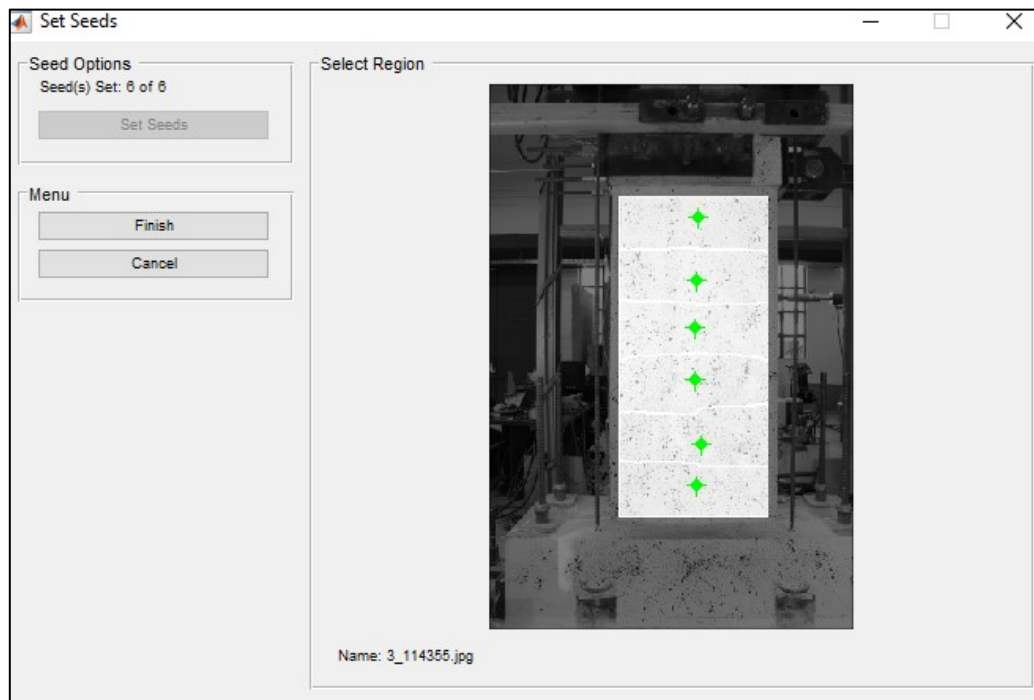 Set Seeds
Seed Options
Seed(s) Set: 6 of 6
Set Seeds
Menu
Finish
Cancel
Select Region
Name: 3_114355.jpg